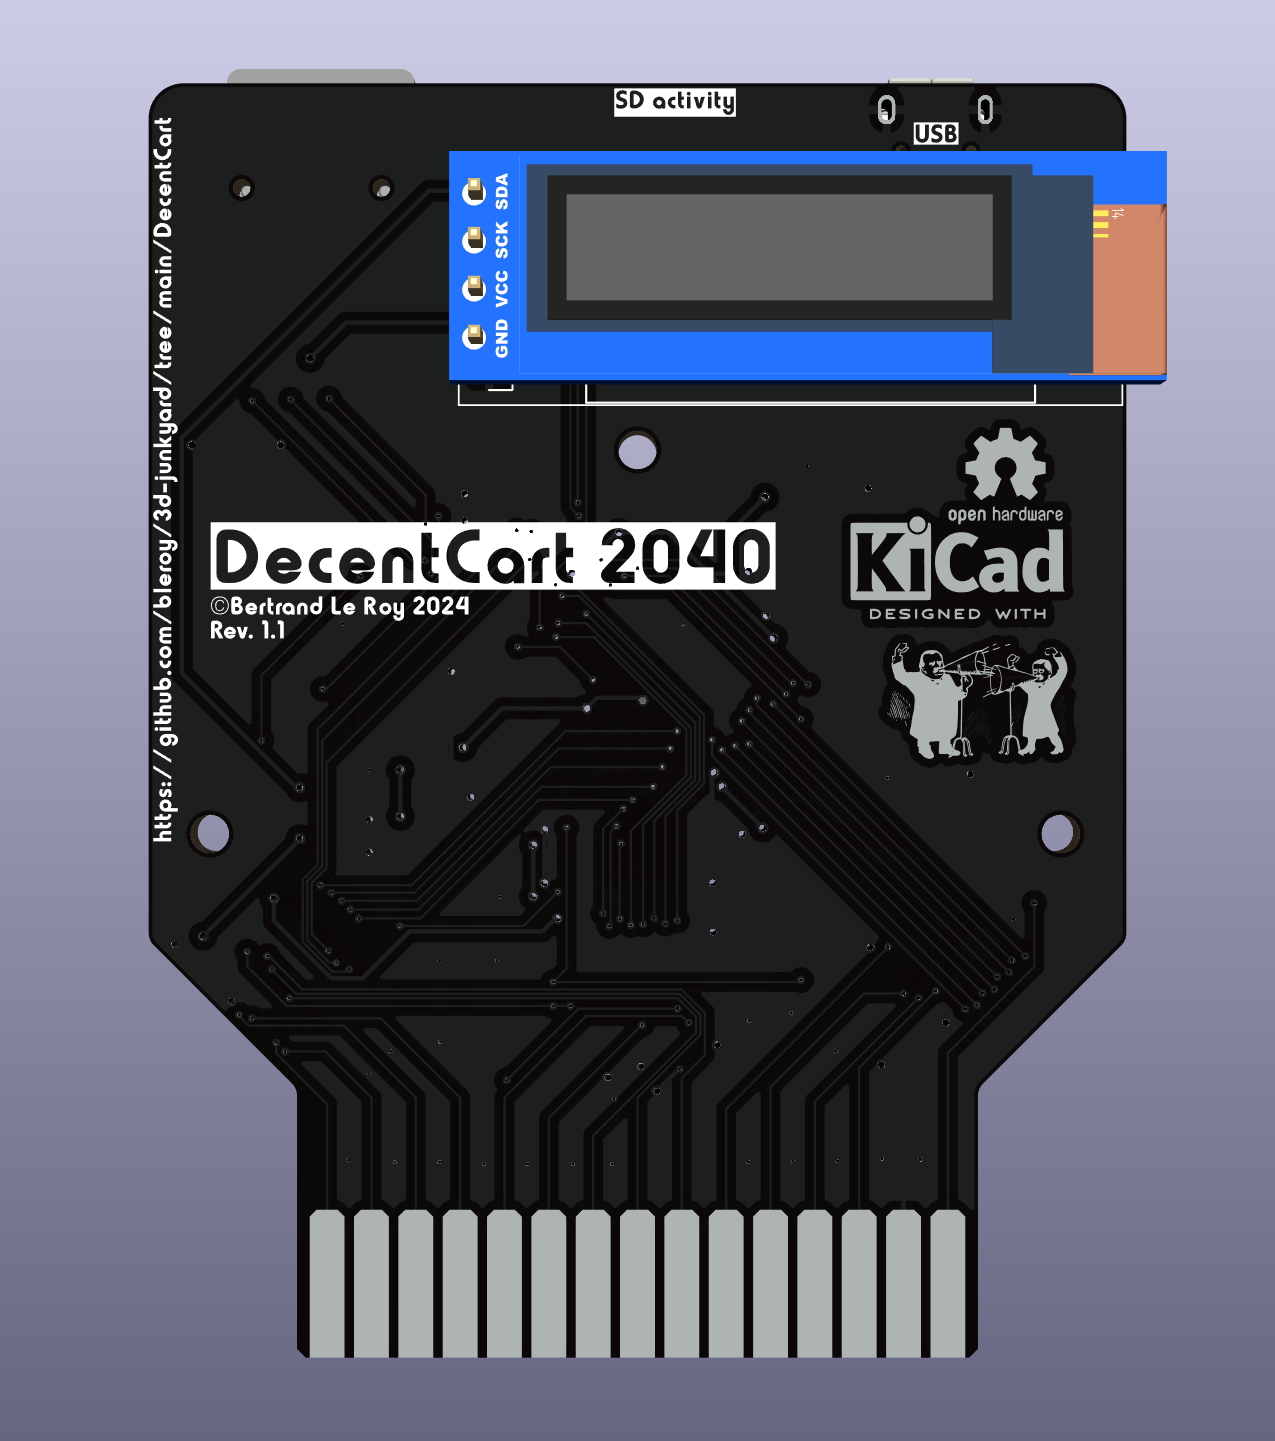 SD activity
USB
SDA
SCK
VCC
GND
14
https://github.com/bleroy/3d-junkyard/tree/main/DecentCart
open hardware
KiCad
DESIGNED WITH
DecentCart 2040
©Bertrand Le Roy 2024
Rev. 1.1